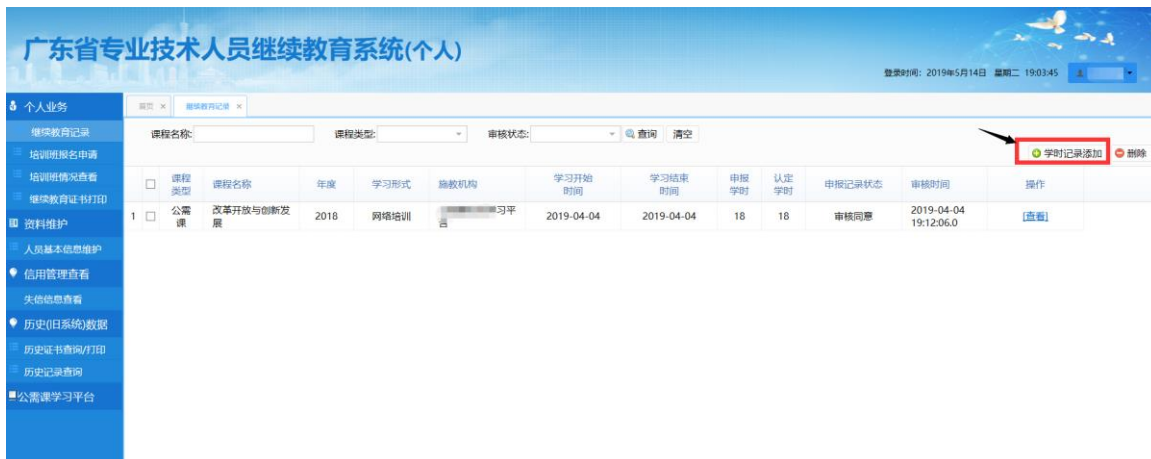 广东省专业技术人员继续教育系统(个人)
登录时间: 2019年5月14日 星期二 19:03:45
个人业务
继续教育记录
培训班报名申请
培训班情况查看
继续教育证书打印
资料维护
人员基本信息维护
信用管理查看
失信信息查看
历史(旧系统)数据
历史证书查询/打印
历史记录查询
公需课学习平台
首页 × 继续教育记录 ×
课程名称: 课程类型: 审核状态: 查询 清空
学时记录添加 删除
课程类型 课程名称 年度 学习形式 施教机构 学习开始时间 学习结束时间 申报学时 认定学时 申报记录状态 审核时间 操作
1 公需课 改革开放与创新发展 2018 网络培训 习平 2019-04-04 2019-04-04 18 18 审核同意 2019-04-04 19:12:06.0 [查看]